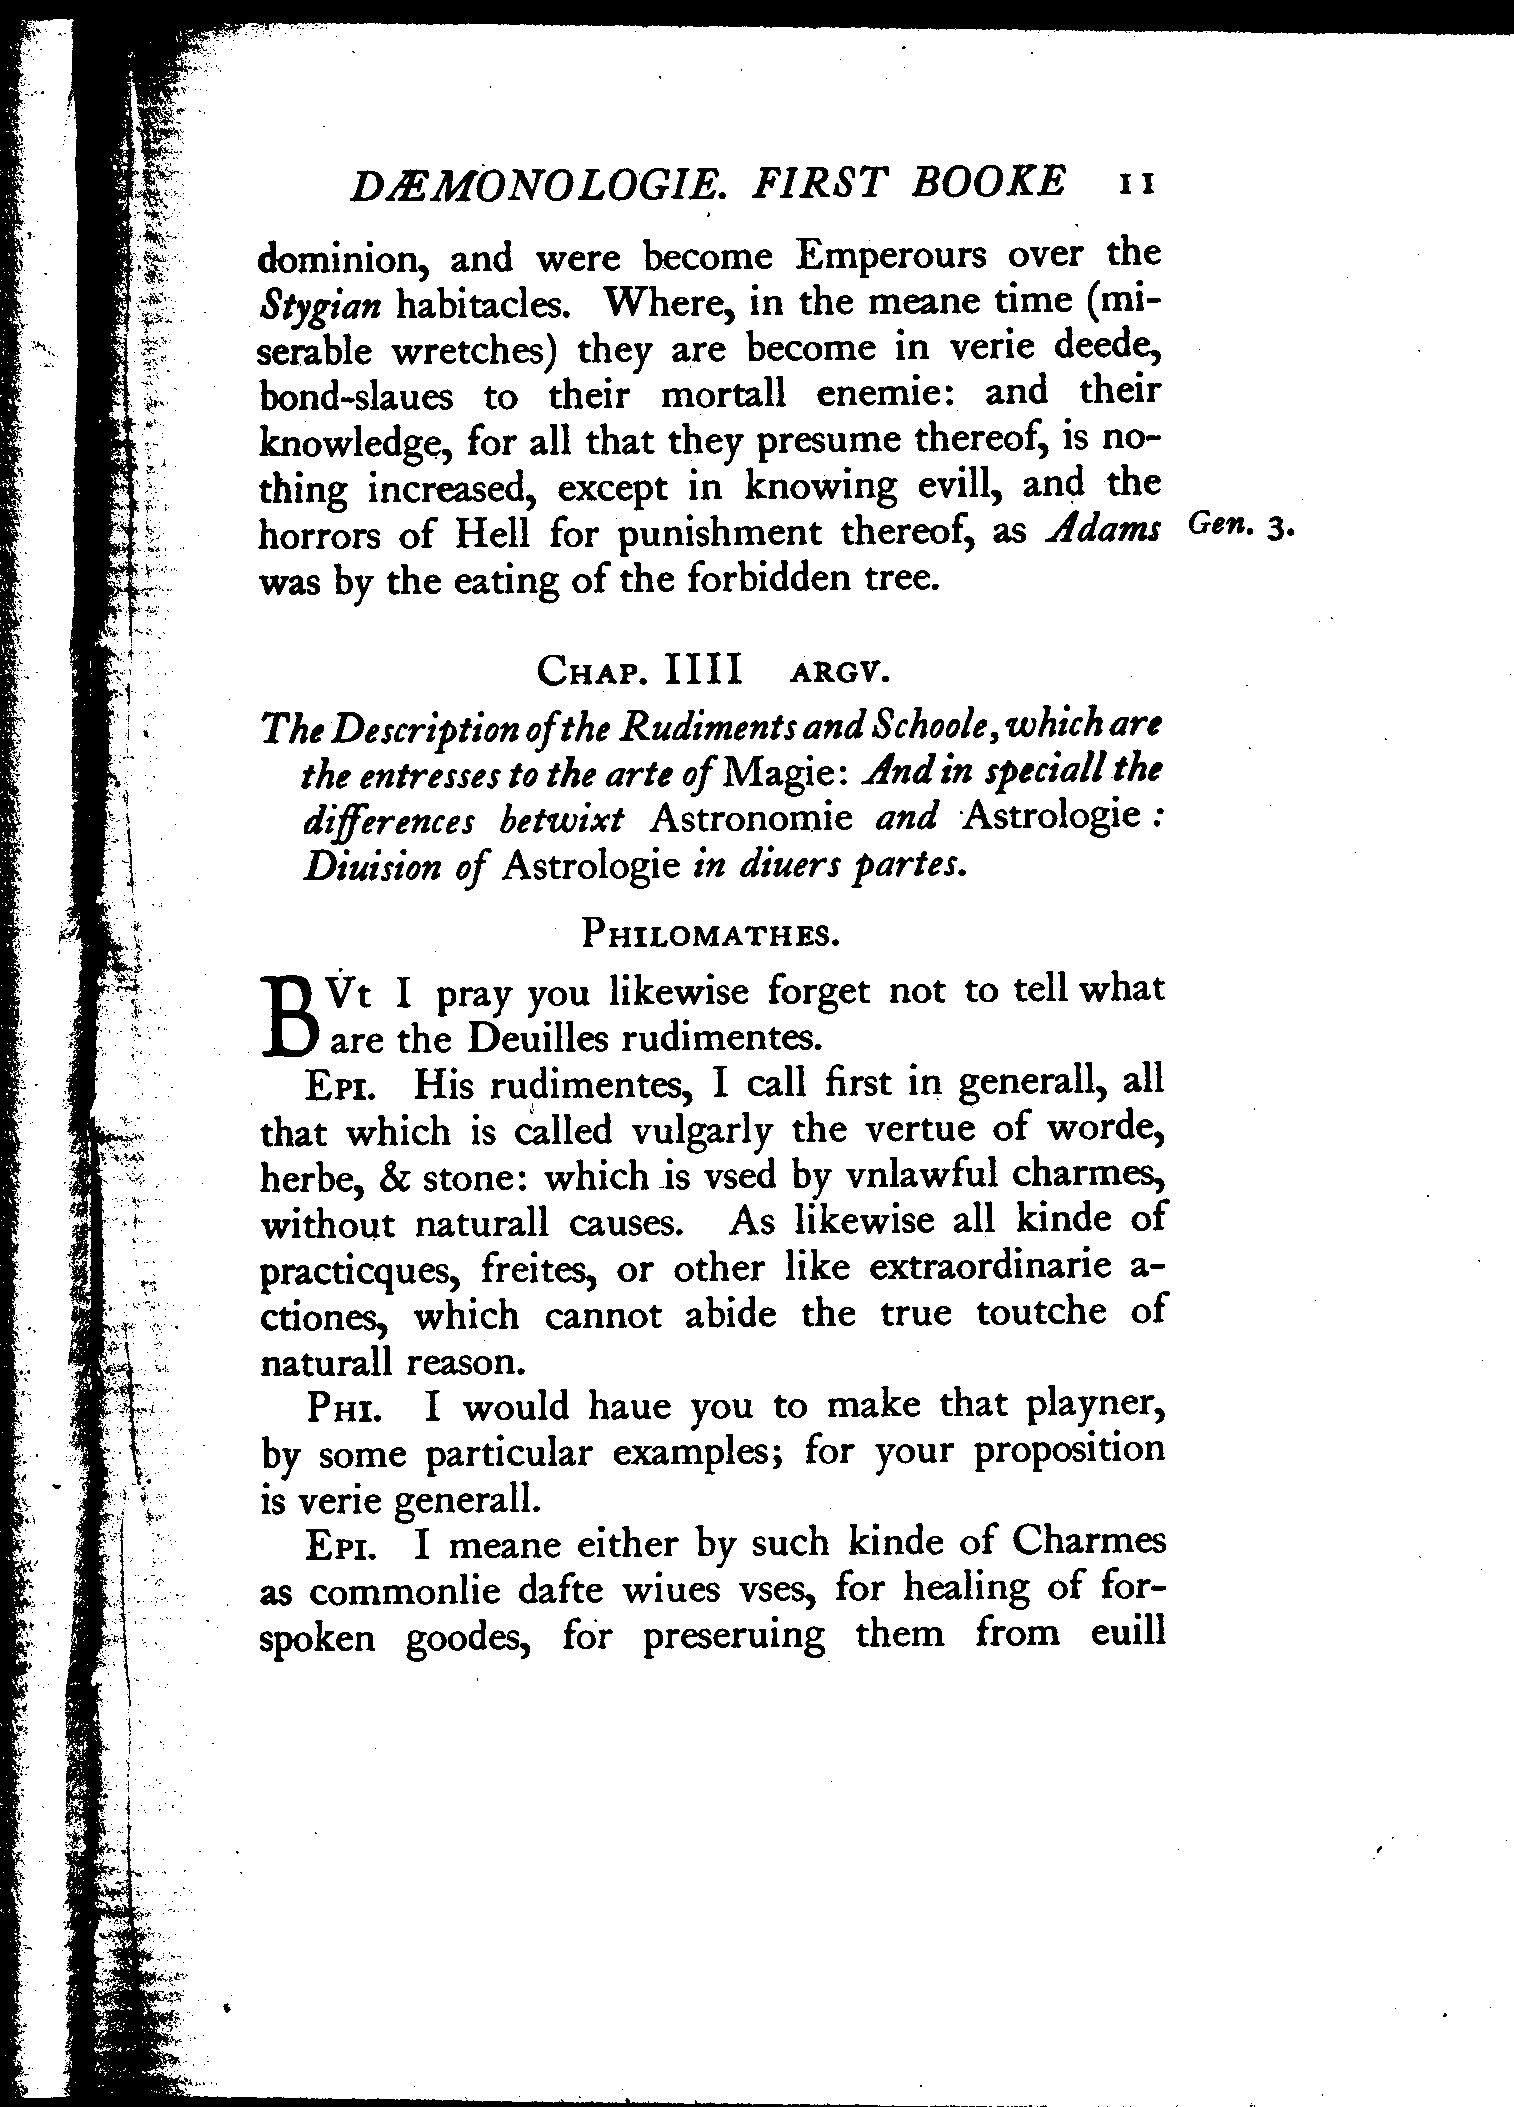 DÆMONOLOGIE. FIRST BOOKE 11
dominion, and were become Emperours over the
Stygian habitacles. Where, in the meane time (mi-
serable wretches) they are become in verie deede,
bond-slaues to their mortall enemie: and their
knowledge, for all that they presume thereof, is no-
thing increased, except in knowing evill, and the
horrors of Hell for punishment thereof, as Adams Gen. 3.
was by the eating of the forbidden tree.
CHAP. IIII ARGV.
The Description of the Rudiments and Schoole, which are
the entresses to the arte of Magie: And in speciall the
differences betwixt Astronomie and Astrologie :
Diuision of Astrologie in diuers partes.
PHILOMATHES.
BVt I pray you likewise forget not to tell what
are the Deuilles rudimentes.
EPI. His rudimentes, I call first in generall, all
that which is called vulgarly the vertue of worde,
herbe, & stone: which is vsed by vnlawful charmes,
without naturall causes. As likewise all kinde of
practicques, freites, or other like extraordinarie a-
ctiones, which cannot abide the true toutche of
naturall reason.
PHI. I would haue you to make that playner,
by some particular examples; for your proposition
is verie generall.
EPI. I meane either by such kinde of Charmes
as commonlie dafte wiues vses, for healing of for-
spoken goodes, for preseruing them from euill